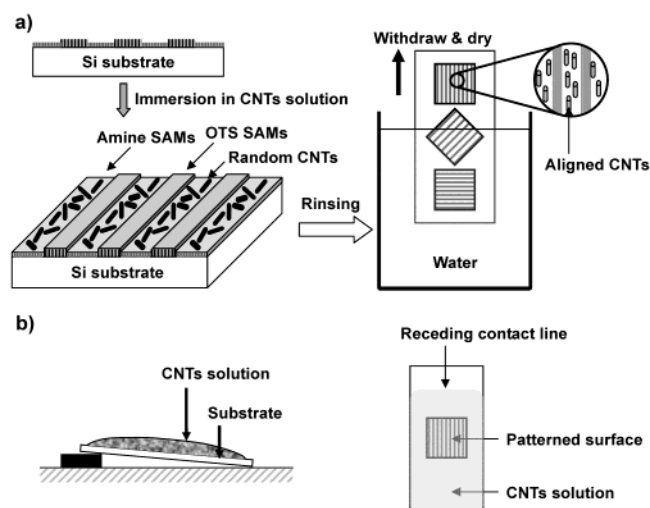 a)
Si substrate
Immersion in CNTs solution
Amine SAMs
OTS SAMs
Random CNTs
Si substrate
Rinsing
Withdraw & dry
Aligned CNTs
Water
b)
CNTs solution
Substrate
Receding contact line
Patterned surface
CNTs solution